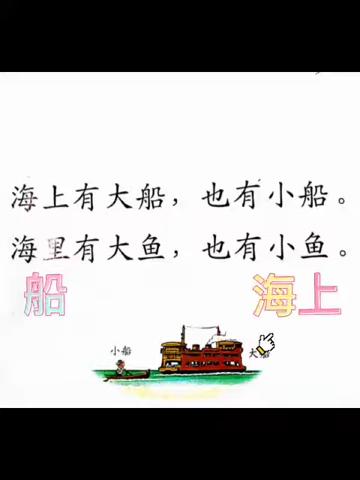 海上有大船，也有小船。
海里有大鱼，也有小鱼。
船 海上
小船 大